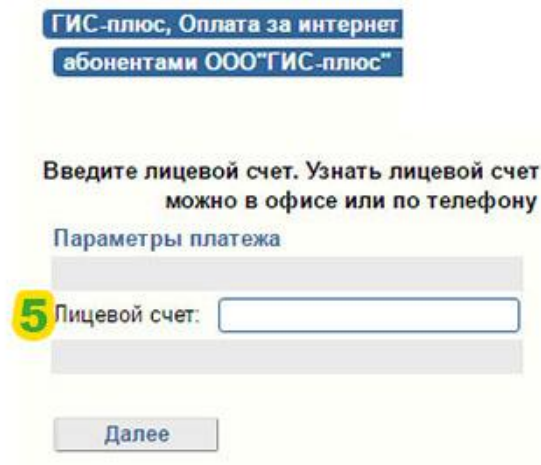 ГИС-плюс, Оплата за интернет
абонентами ООО"ГИС-плюс"
Введите лицевой счет. Узнать лицевой счет
можно в офисе или по телефону
Параметры платежа
5 Лицевой счет:
Далее